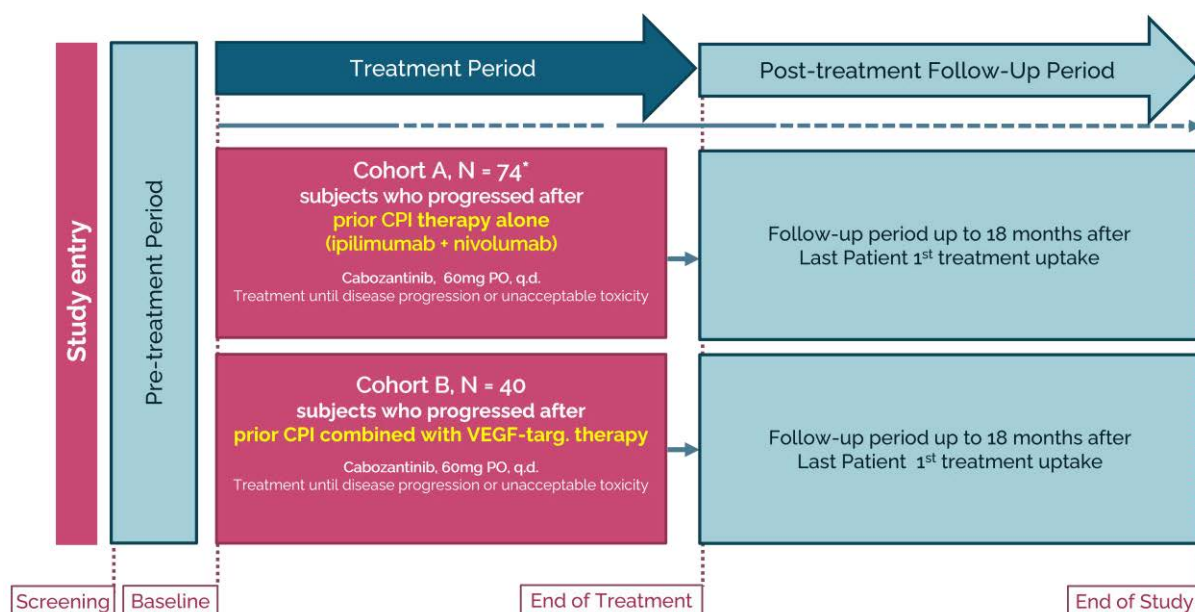 Treatment Period
Post-treatment Follow-Up Period
Study entry
Pre-treatment Period
Cohort A, N = 74*
subjects who progressed after
prior CPI therapy alone
(ipilimumab + nivolumab)
Cabozantinib, 60mg PO, q.d.
Treatment until disease progression or unacceptable toxicity
Follow-up period up to 18 months after
Last Patient 1st treatment uptake
Cohort B, N = 40
subjects who progressed after
prior CPI combined with VEGF-targ. therapy
Cabozantinib, 60mg PO, q.d.
Treatment until disease progression or unacceptable toxicity
Follow-up period up to 18 months after
Last Patient 1st treatment uptake
Screening
Baseline
End of Treatment
End of Study